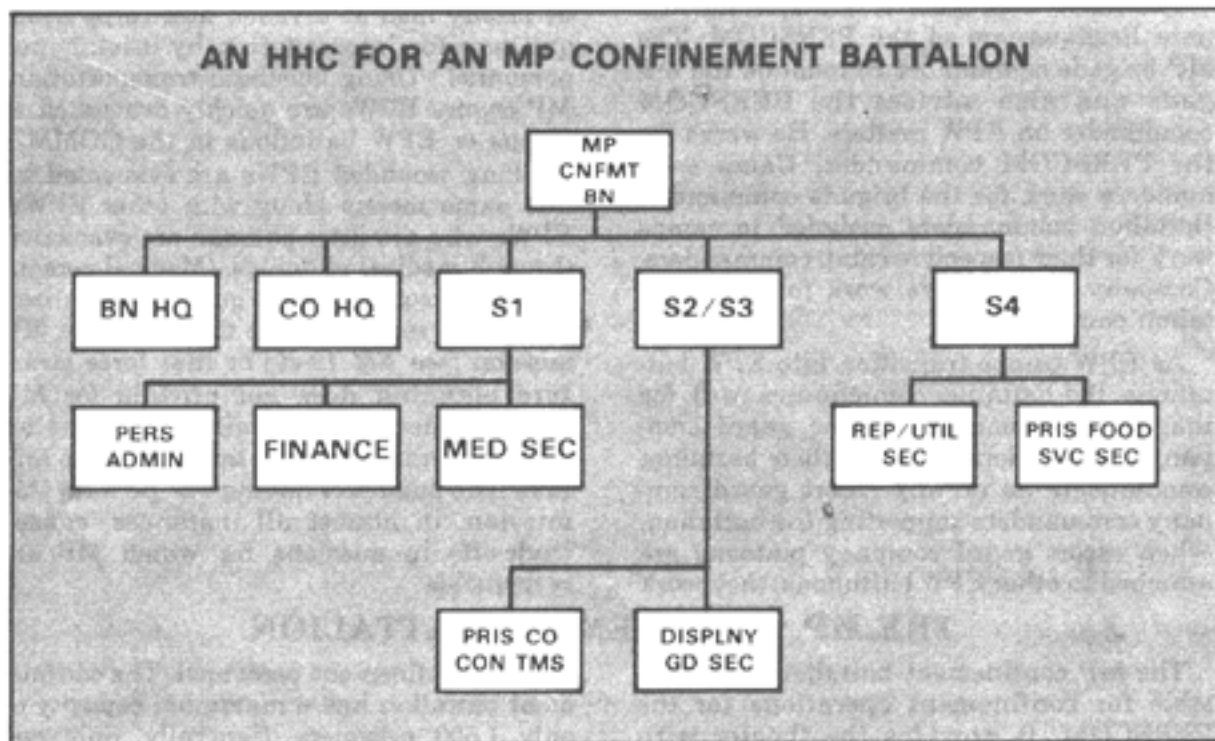 AN HHC FOR AN MP CONFINEMENT BATTALION
MP
CNFMT
BN
BN HQ
CO HQ
S1
S2/S3
S4
PERS
ADMIN
FINANCE
MED SEC
REP/UTIL
SEC
PRIS FOOD
SVC SEC
PRIS CO
CON TMS
DISPLNY
GD SEC